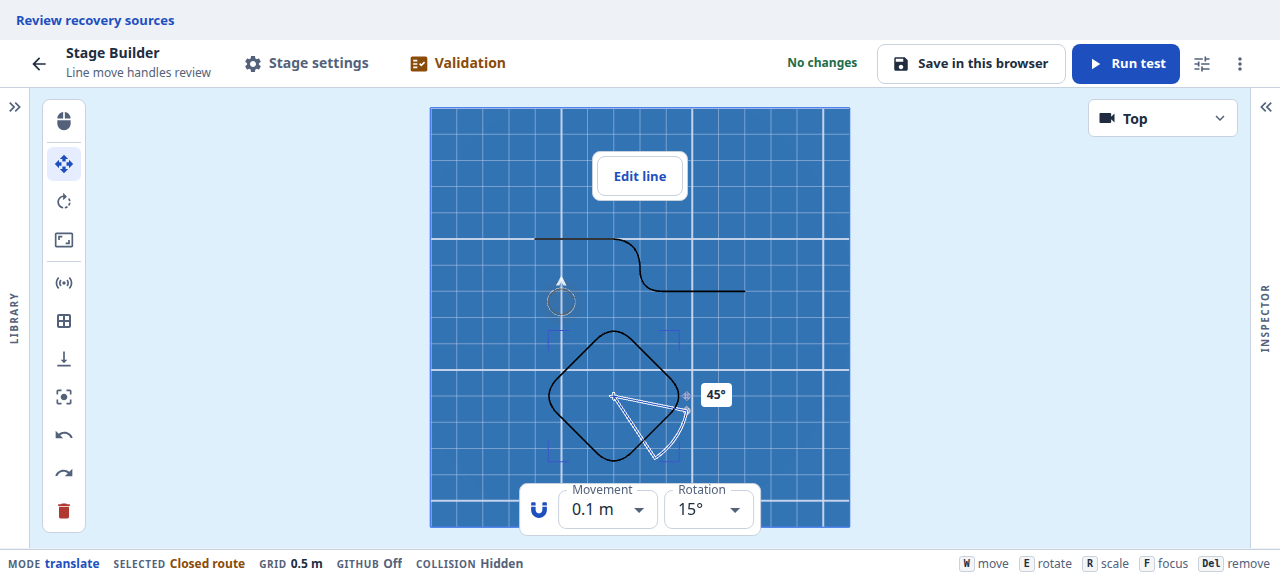 Review recovery sources
Stage Builder
Line move handles review
Stage settings
Validation
No changes
Save in this browser
Run test
Top
Edit line
LIBRARY
INSPECTOR
45°
Movement
0.1 m
Rotation
15°
MODE translate SELECTED Closed route GRID 0.5 m GITHUB Off COLLISION Hidden W move E rotate R scale F focus Del remove